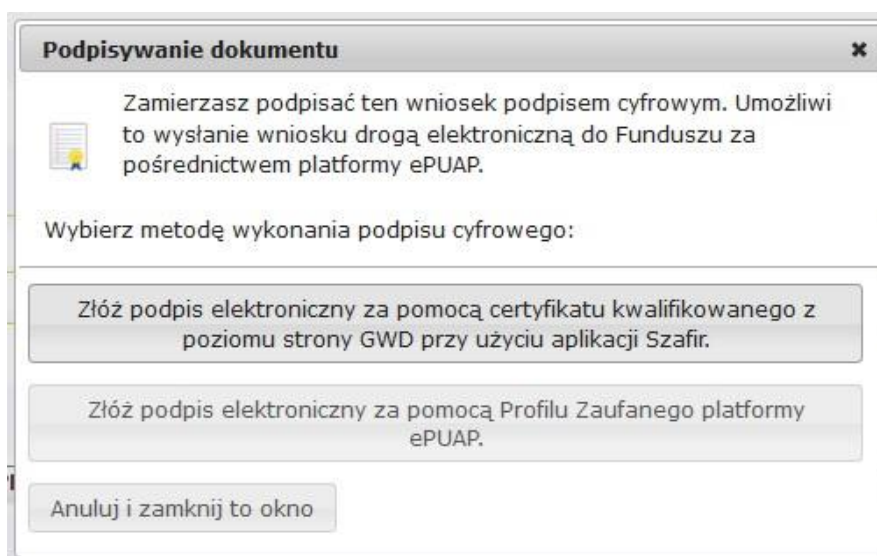 Podpisywanie dokumentu
Zamierzasz podpisać ten wniosek podpisem cyfrowym. Umożliwi
to wysłanie wniosku drogą elektroniczną do Funduszu za
pośrednictwem platformy ePUAP.
Wybierz metodę wykonania podpisu cyfrowego:
Złóż podpis elektroniczny za pomocą certyfikatu kwalifikowanego z
poziomu strony GWD przy użyciu aplikacji Szafir.
Złóż podpis elektroniczny za pomocą Profilu Zaufanego platformy
ePUAP.
Anuluj i zamknij to okno